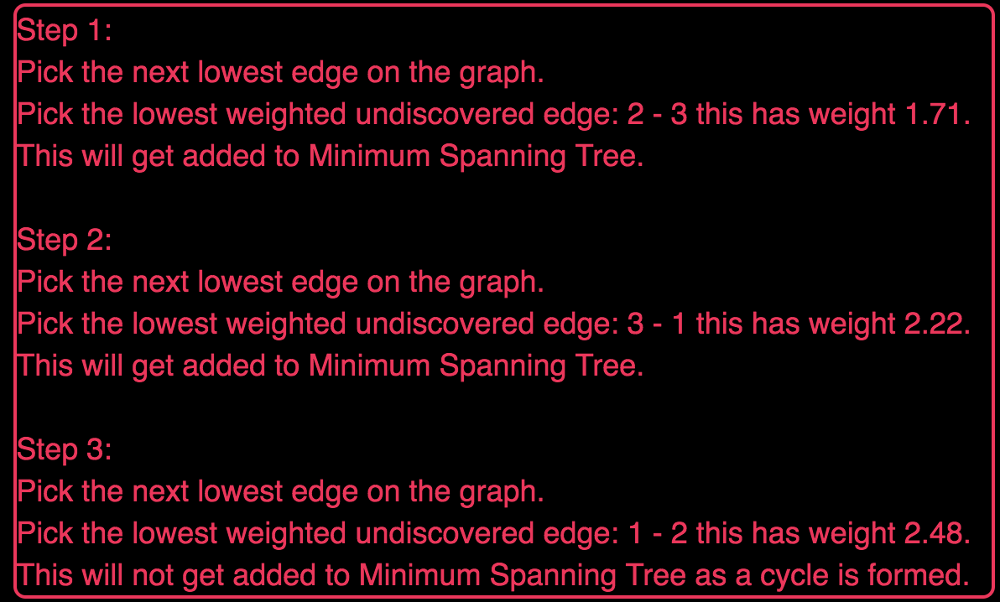 Step 1:
Pick the next lowest edge on the graph.
Pick the lowest weighted undiscovered edge: 2 - 3 this has weight 1.71.
This will get added to Minimum Spanning Tree.
Step 2:
Pick the next lowest edge on the graph.
Pick the lowest weighted undiscovered edge: 3 - 1 this has weight 2.22.
This will get added to Minimum Spanning Tree.
Step 3:
Pick the next lowest edge on the graph.
Pick the lowest weighted undiscovered edge: 1 - 2 this has weight 2.48.
This will not get added to Minimum Spanning Tree as a cycle is formed.